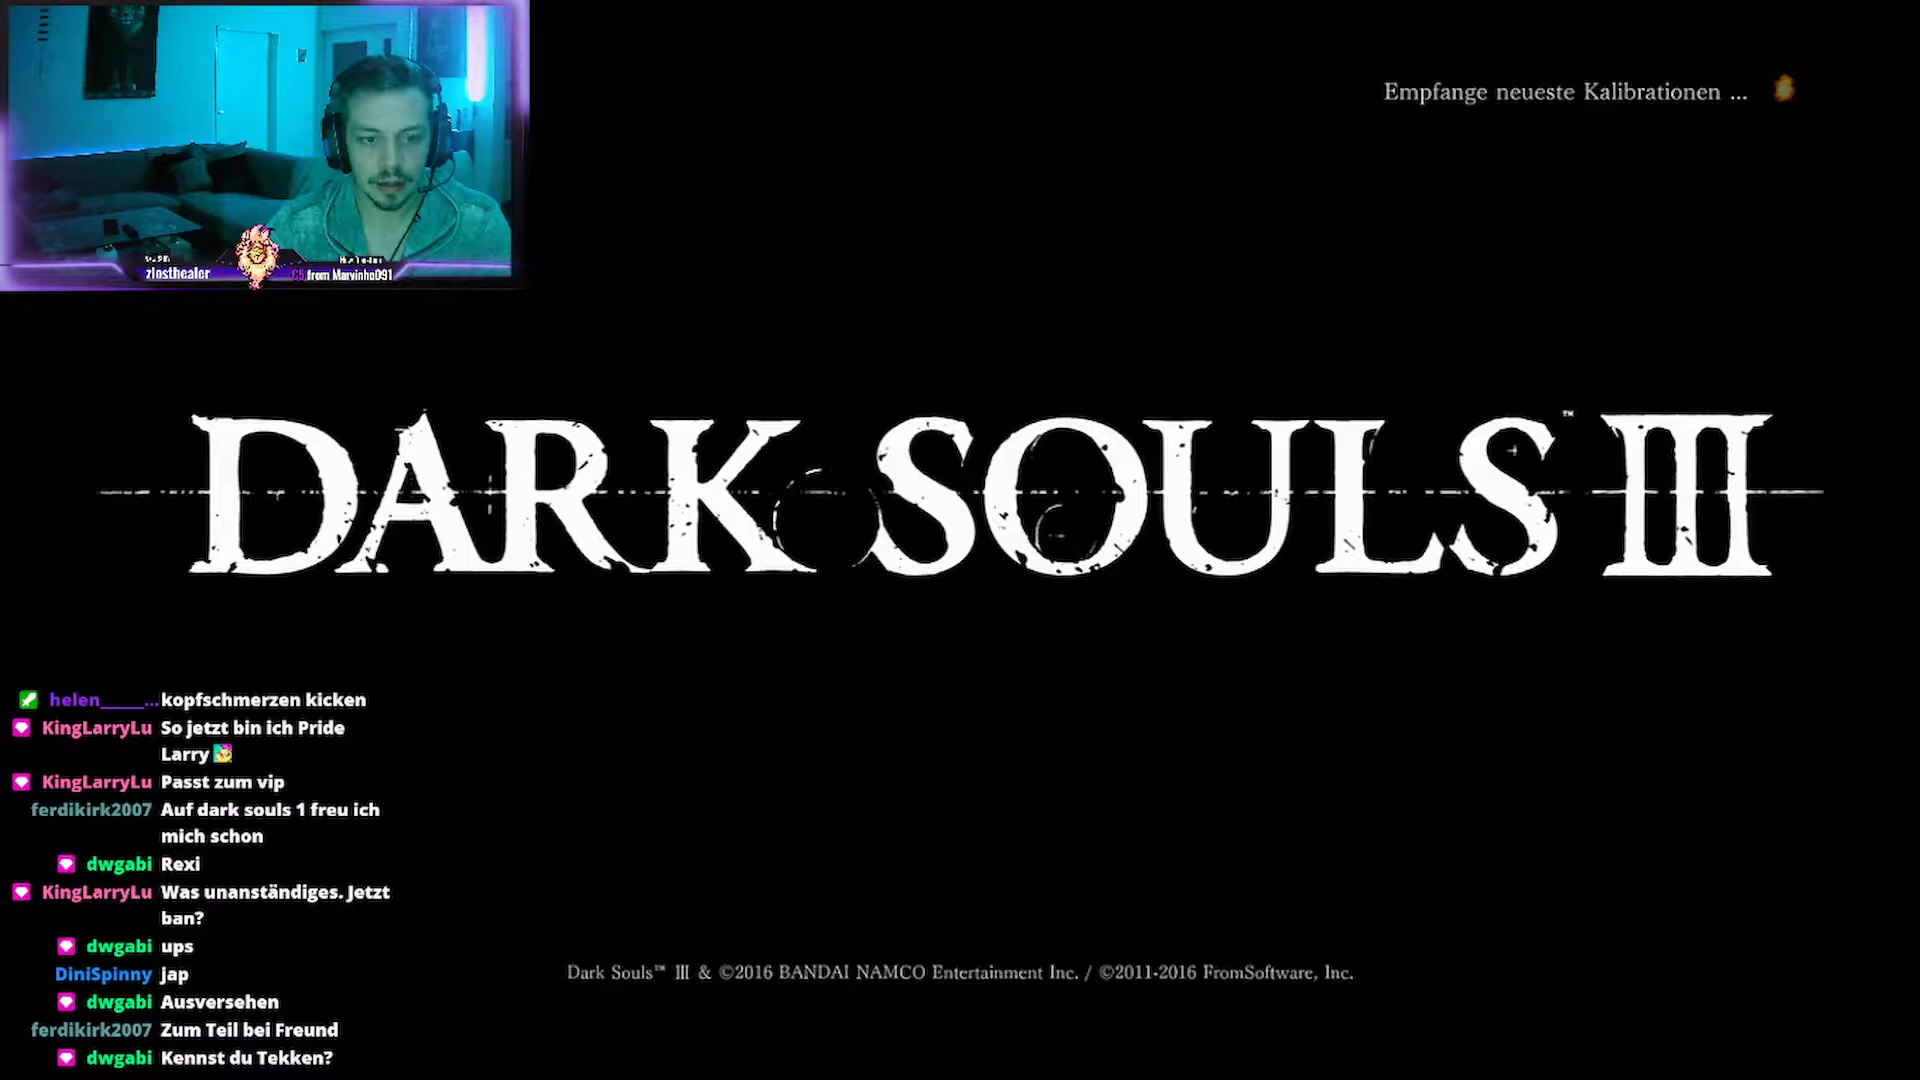 Empfange neueste Kalibrationen ...
zlosthealer
€5 from Marvinho091
DARK SOULS™ III
helen_____... kopfschmerzen kicken
KingLarryLu So jetzt bin ich Pride
Larry
KingLarryLu Passt zum vip
ferdikirk2007 Auf dark souls 1 freu ich
mich schon
dwgabi Rexi
KingLarryLu Was unanständiges. Jetzt
ban?
dwgabi ups
DiniSpinny jap
dwgabi Ausversehen
ferdikirk2007 Zum Teil bei Freund
dwgabi Kennst du Tekken?
Dark Souls™ III & ©2016 BANDAI NAMCO Entertainment Inc. / ©2011-2016 FromSoftware, Inc.